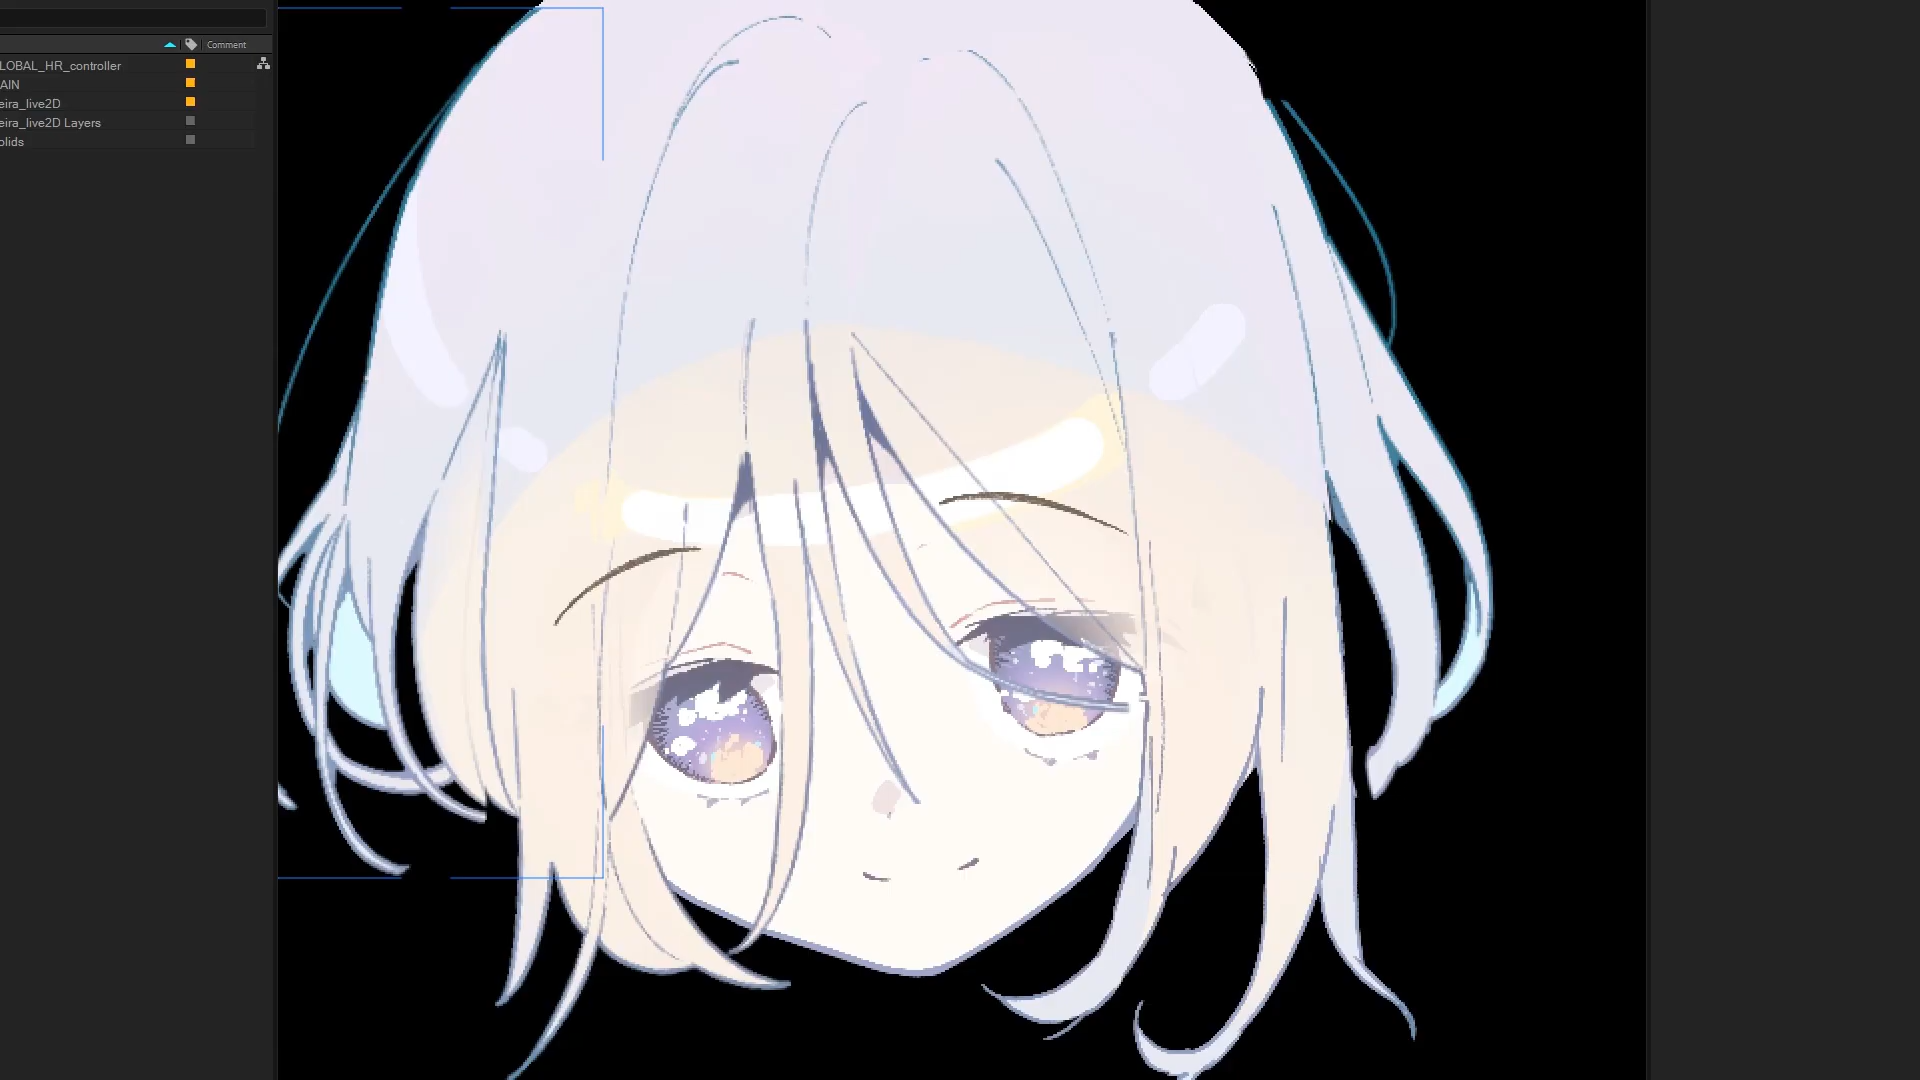 Comment
LOBAL_HR_controller
AIN
eira_live2D
eira_live2D Layers
olids